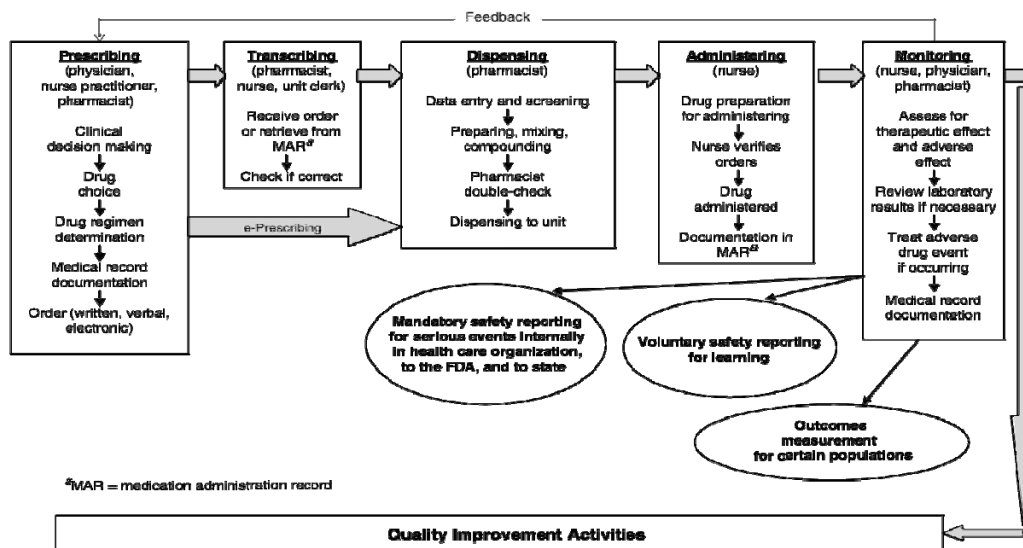 Feedback
Prescribing
(physician,
nurse practitioner,
pharmacist)
Clinical
decision making
Drug
choice
Drug regimen
determination
Medical record
documentation
Order (written, verbal,
electronic)
Transcribing
(pharmacist,
nurse, unit clerk)
Receive order
or retrieve from
MARª
Check if correct
e-Prescribing
Dispensing
(pharmacist)
Data entry and screening
Preparing, mixing,
compounding
Pharmacist
double-check
Dispensing to unit
Administering
(nurse)
Drug preparation
for administering
Nurse verifies
orders
Drug
administered
Documentation in
MARª
Monitoring
(nurse, physician,
pharmacist)
Assess for
therapeutic effect
and adverse
effect
Review laboratory
results if necessary
Treat adverse
drug event
if occurring
Medical record
documentation
Mandatory safety reporting
for serious events internally
in health care organization,
to the FDA, and to state
Voluntary safety reporting
for learning
Outcomes
measurement
for certain populations
ªMAR = medication administration record
Quality Improvement Activities